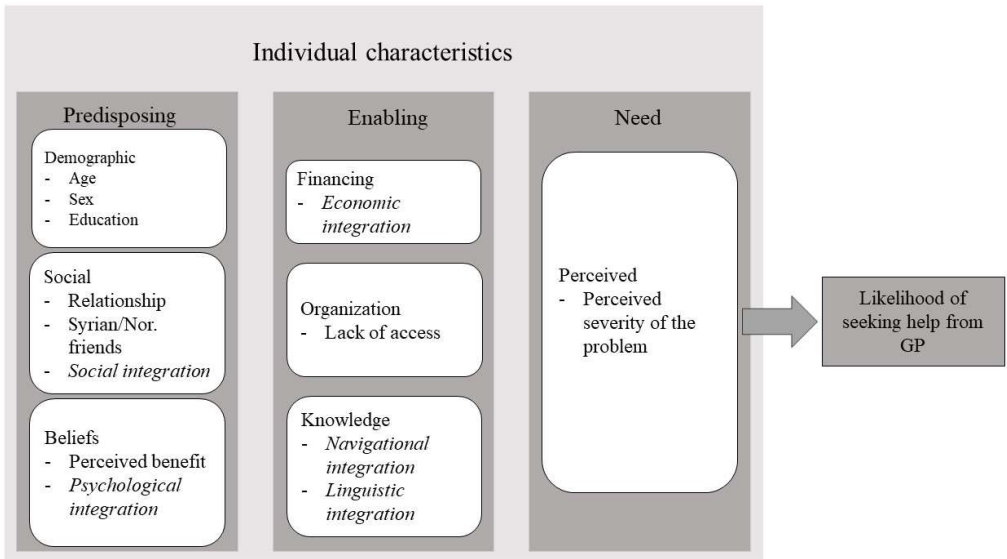 Individual characteristics
Predisposing
Demographic
- Age
- Sex
- Education
Social
- Relationship
- Syrian/Nor.
friends
- Social integration
Beliefs
- Perceived benefit
- Psychological
integration
Enabling
Financing
- Economic
integration
Organization
- Lack of access
Knowledge
- Navigational
integration
- Linguistic
integration
Need
Perceived
- Perceived
severity of the
problem
Likelihood of
seeking help from
GP